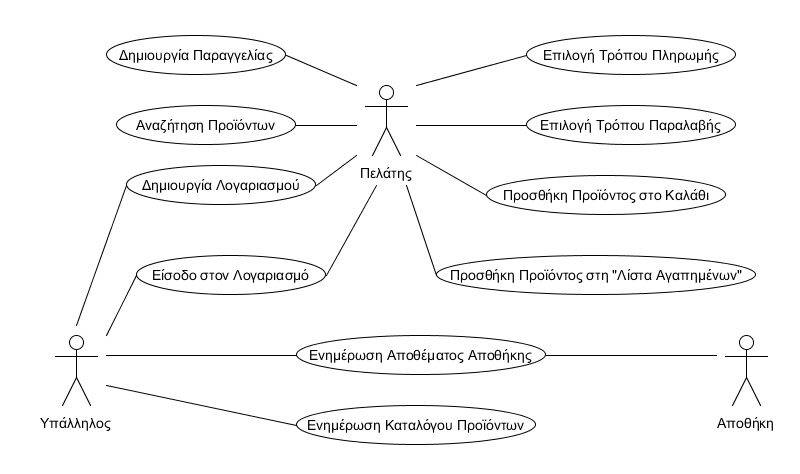 Δημιουργία Παραγγελίας
Επιλογή Τρόπου Πληρωμής
Αναζήτηση Προϊόντων
Επιλογή Τρόπου Παραλαβής
Πελάτης
Δημιουργία Λογαριασμού
Προσθήκη Προϊόντος στο Καλάθι
Είσοδο στον Λογαριασμό
Προσθήκη Προϊόντος στη "Λίστα Αγαπημένων"
Ενημέρωση Αποθέματος Αποθήκης
Υπάλληλος
Αποθήκη
Ενημέρωση Καταλόγου Προϊόντων